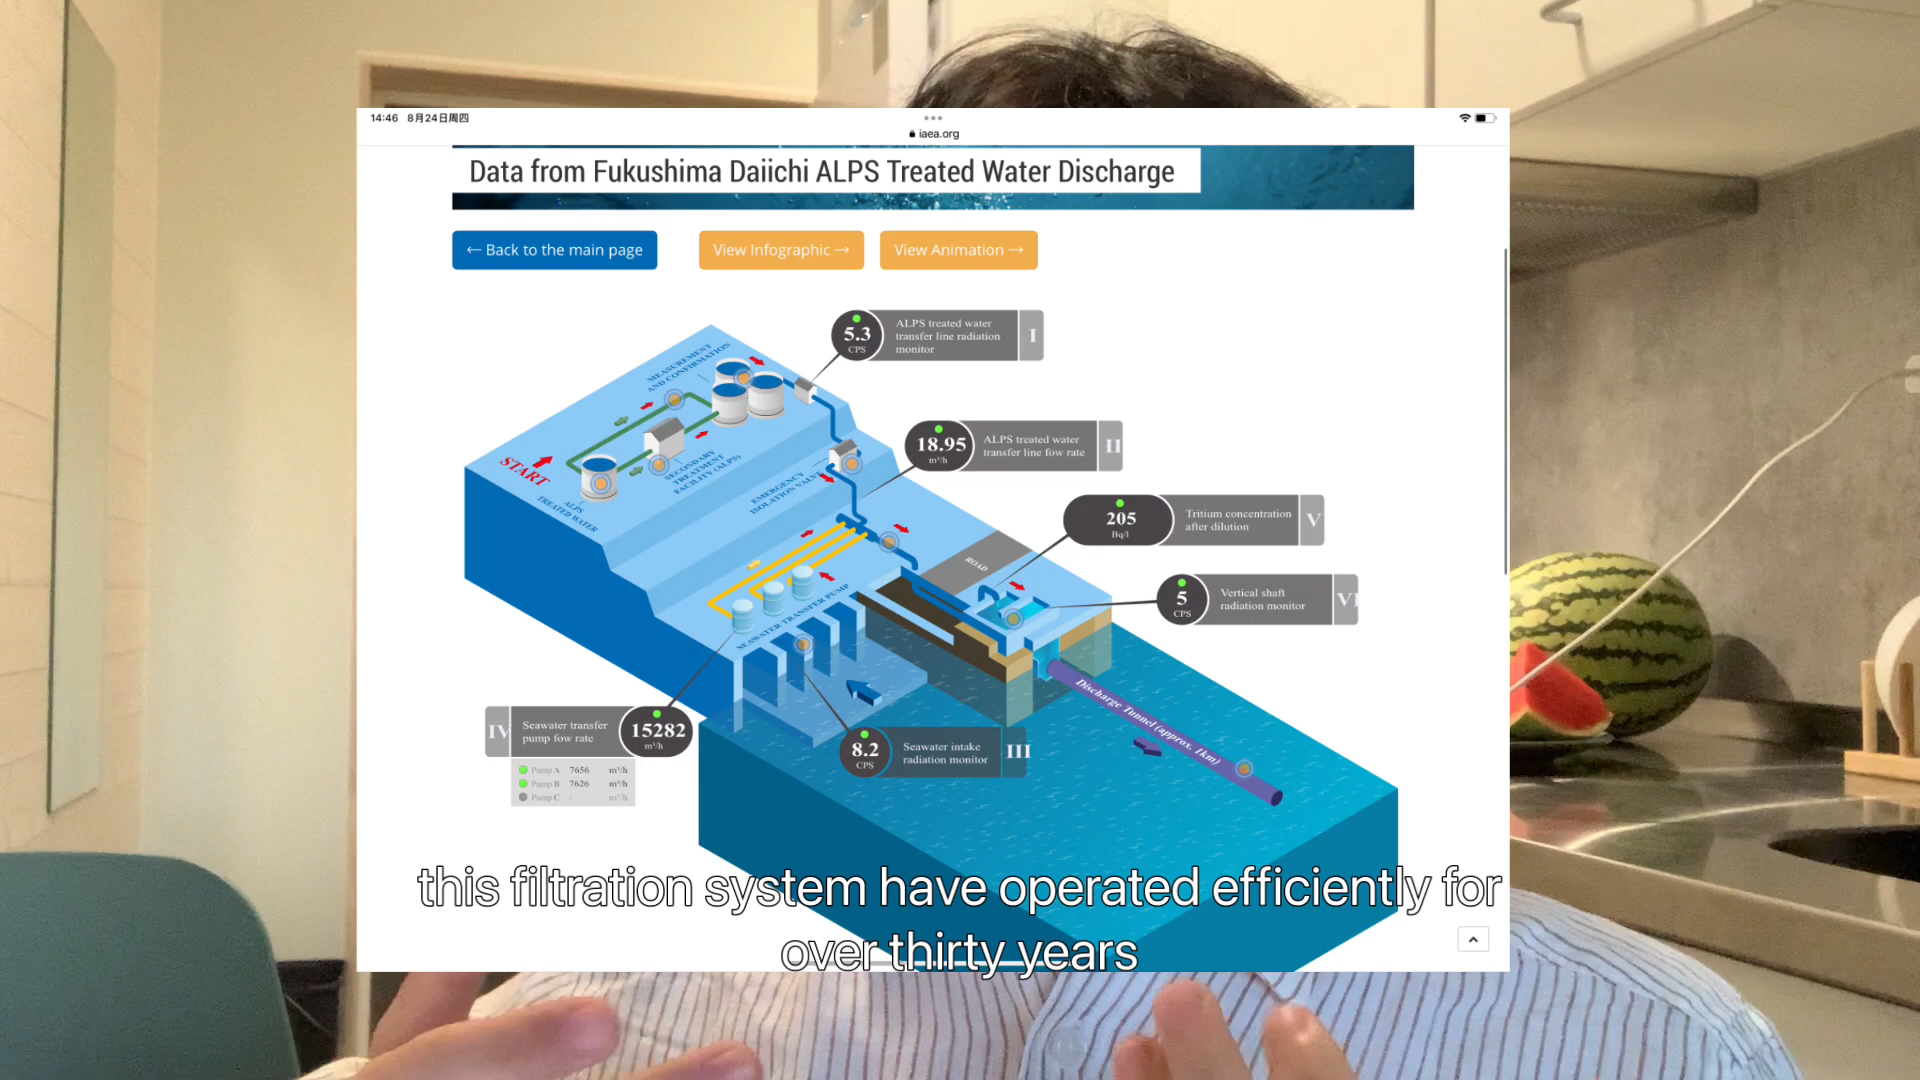 14:46 8月24日周四
iaea.org
Data from Fukushima Daiichi ALPS Treated Water Discharge
← Back to the main page
View Infographic →
View Animation →
5.3
CPS
ALPS treated water
transfer line radiation
monitor
I
MEASUREMENT
AND CONFIRMATION
18.95
m³/h
ALPS treated water
transfer line fow rate
II
START
ALPS
TREATED WATER
SECONDARY
TREATMENT
FACILITY (ALPS)
EMERGENCY
ISOLATION VALVE
205
Bq/l
Tritium concentration
after dilution
V
ROAD
5
CPS
Vertical shaft
radiation monitor
VI
SEAWATER TRANSFER PUMP
Discharge Tunnel (approx. 1km)
IV
Seawater transfer
pump fow rate
15282
m³/h
Pump A 7656 m³/h
Pump B 7626 m³/h
Pump C - m³/h
8.2
CPS
Seawater intake
radiation monitor
III
this filtration system have operated efficiently for
over thirty years